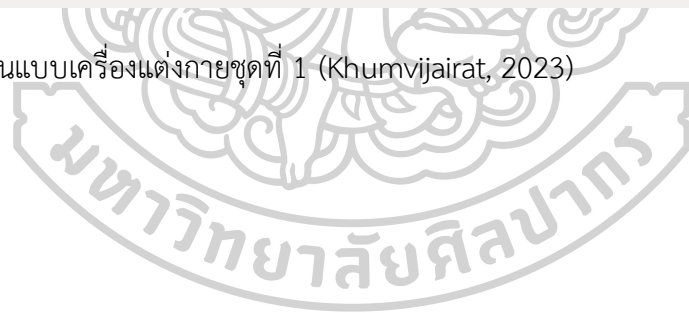 นแบบเครื่องแต่งกายชุดที่ 1 (Khumvijairat, 2023)
มหาวิทยาลัยศิลปากร